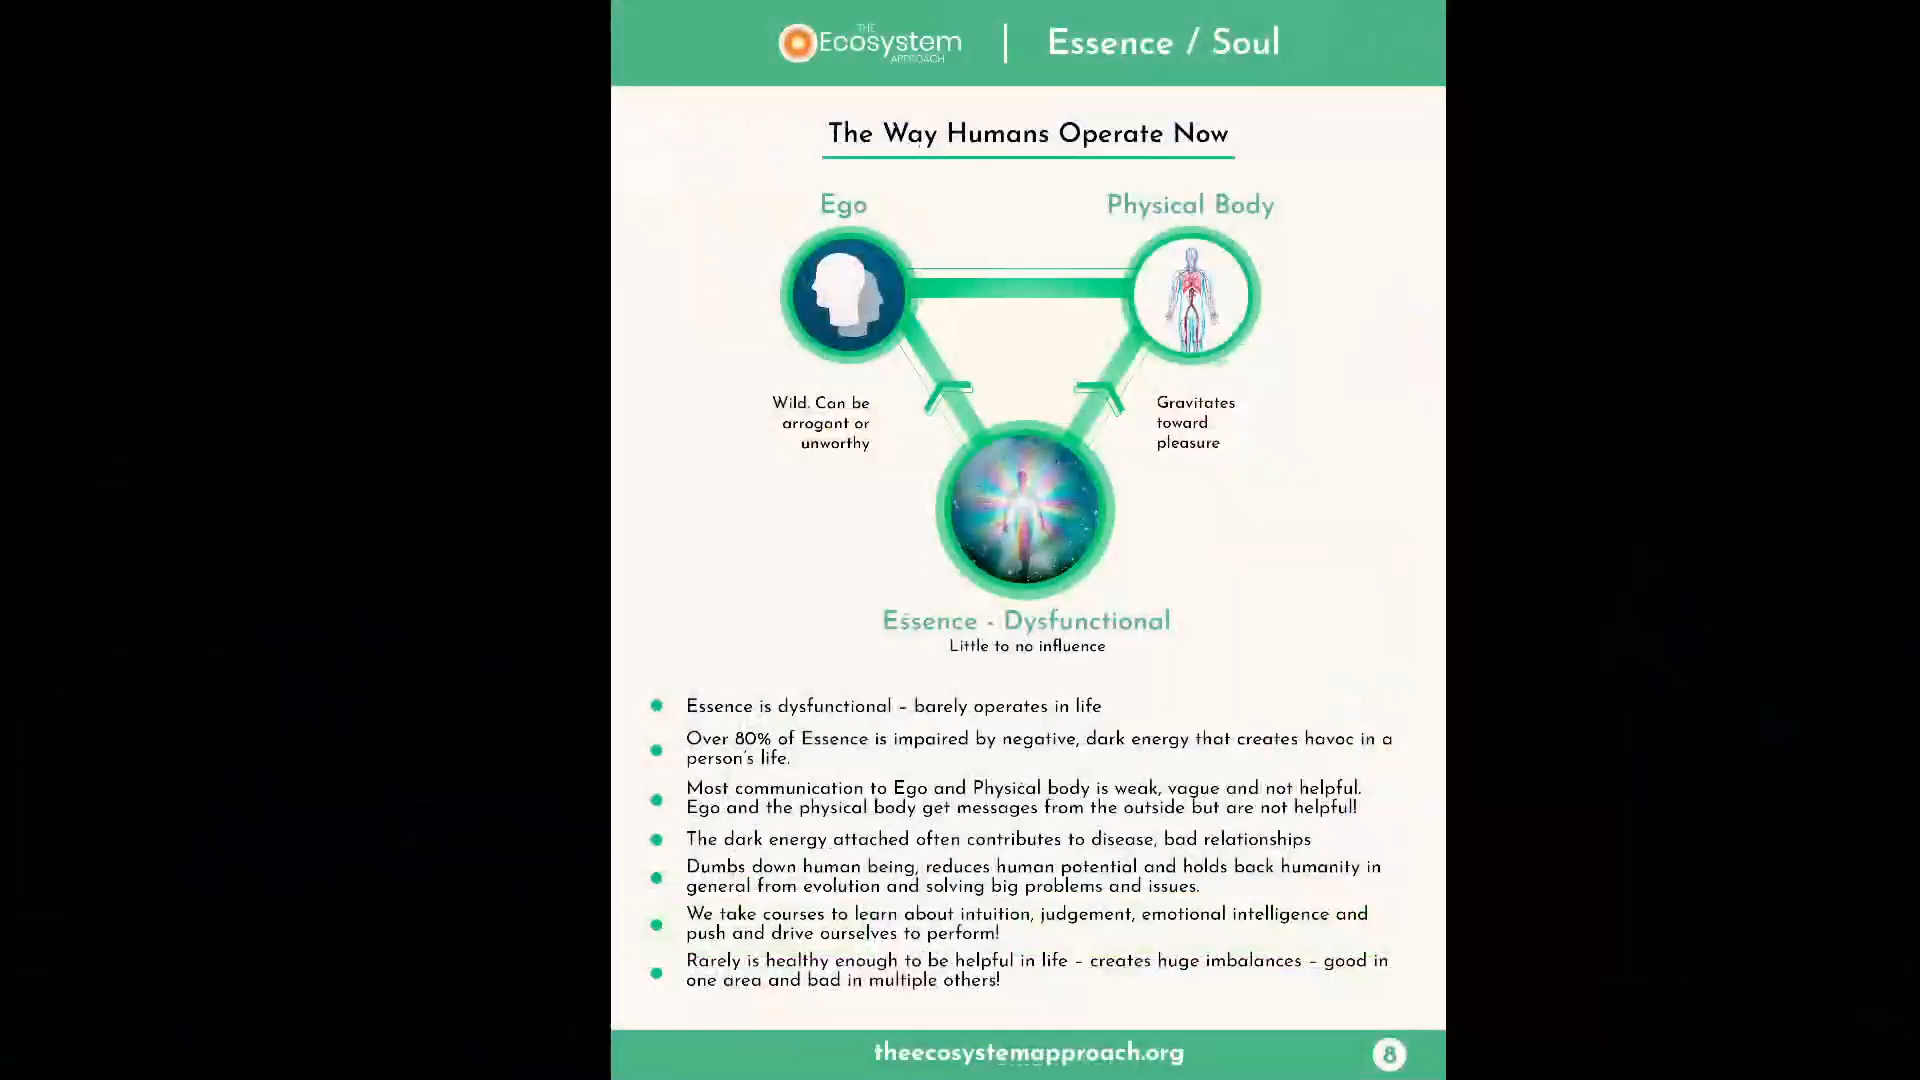 THE
Ecosystem
APPROACH
Essence / Soul
The Way Humans Operate Now
Ego
Physical Body
Wild. Can be
arrogant or
unworthy
Gravitates
toward
pleasure
Essence - Dysfunctional
Little to no influence
Essence is dysfunctional – barely operates in life
Over 80% of Essence is impaired by negative, dark energy that creates havoc in a
person's life.
Most communication to Ego and Physical body is weak, vague and not helpful.
Ego and the physical body get messages from the outside but are not helpful!
The dark energy attached often contributes to disease, bad relationships
Dumbs down human being, reduces human potential and holds back humanity in
general from evolution and solving big problems and issues.
We take courses to learn about intuition, judgement, emotional intelligence and
push and drive ourselves to perform!
Rarely is healthy enough to be helpful in life – creates huge imbalances – good in
one area and bad in multiple others!
theecosystemapproach.org
8